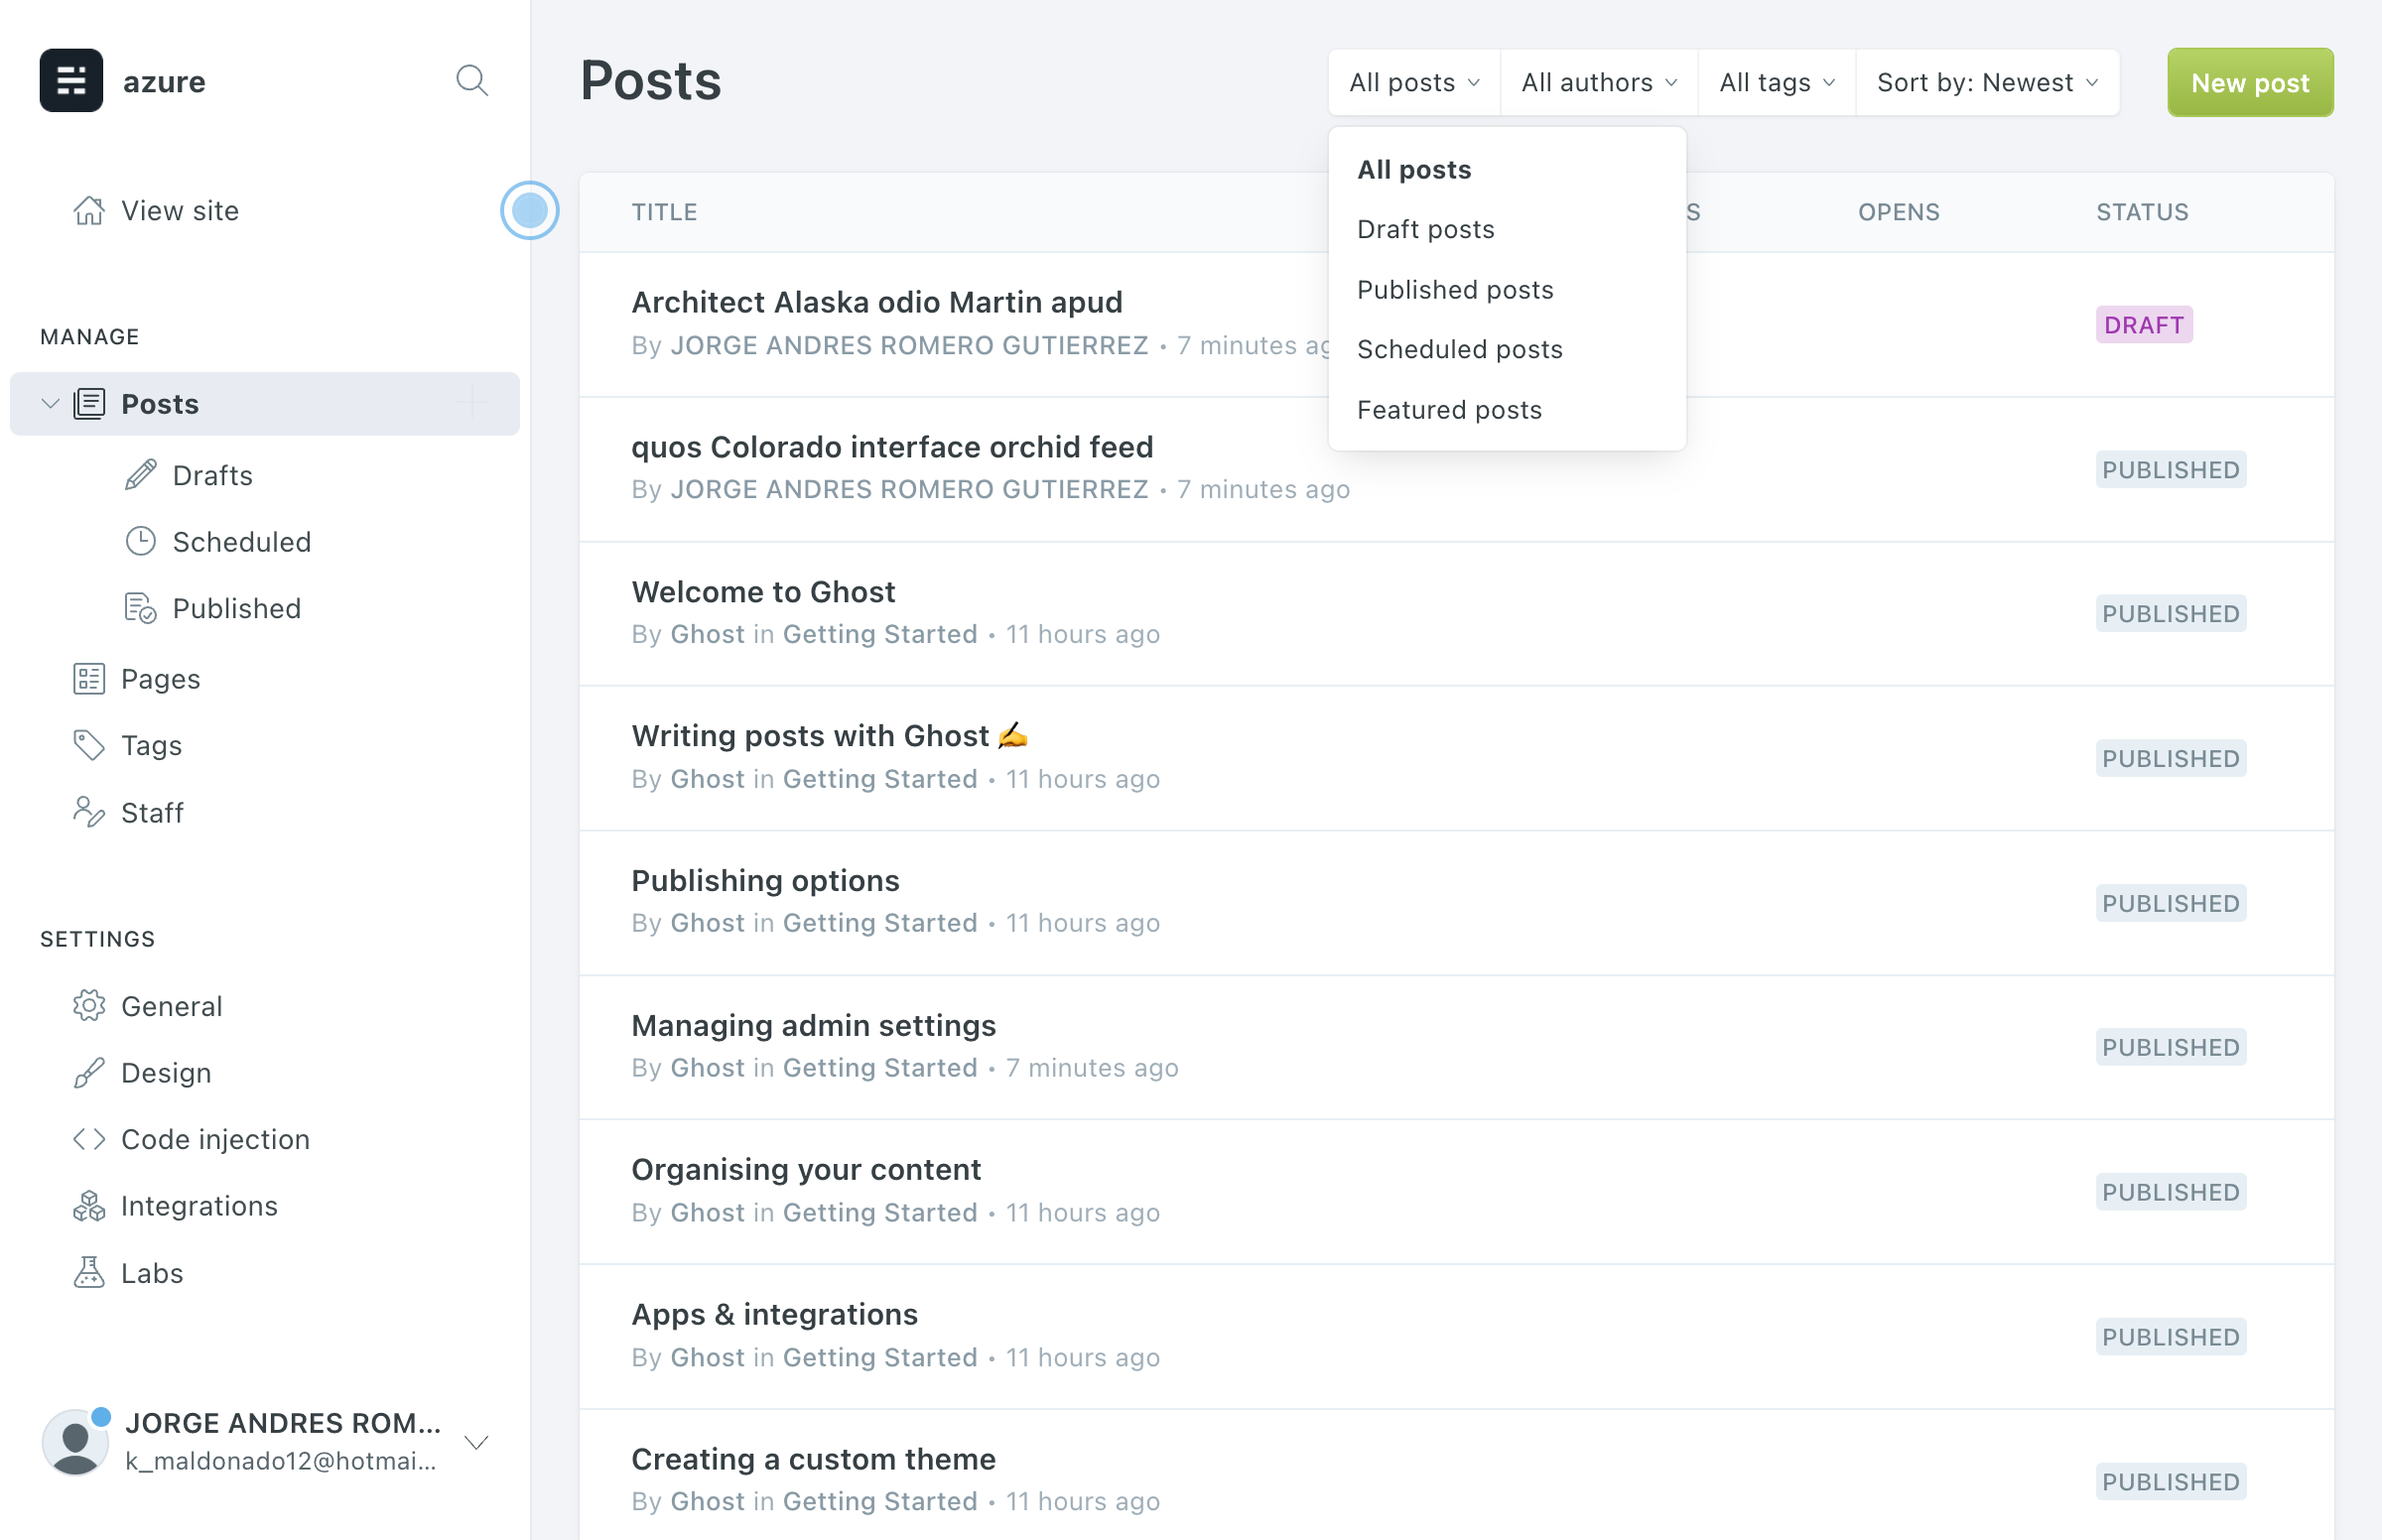 azure
View site
MANAGE
Posts
Drafts
Scheduled
Published
Pages
Tags
Staff
SETTINGS
General
Design
Code injection
Integrations
Labs
JORGE ANDRES ROM...
k_maldonado12@hotmai...
Posts
All posts
All authors
All tags
Sort by: Newest
New post
All posts
Draft posts
Published posts
Scheduled posts
Featured posts
TITLE
OPENS
STATUS
Architect Alaska odio Martin apud
By JORGE ANDRES ROMERO GUTIERREZ • 7 minutes
DRAFT
quos Colorado interface orchid feed
By JORGE ANDRES ROMERO GUTIERREZ • 7 minutes ago
PUBLISHED
Welcome to Ghost
By Ghost in Getting Started • 11 hours ago
PUBLISHED
Writing posts with Ghost ✍️
By Ghost in Getting Started • 11 hours ago
PUBLISHED
Publishing options
By Ghost in Getting Started • 11 hours ago
PUBLISHED
Managing admin settings
By Ghost in Getting Started • 7 minutes ago
PUBLISHED
Organising your content
By Ghost in Getting Started • 11 hours ago
PUBLISHED
Apps & integrations
By Ghost in Getting Started • 11 hours ago
PUBLISHED
Creating a custom theme
By Ghost in Getting Started • 11 hours ago
PUBLISHED